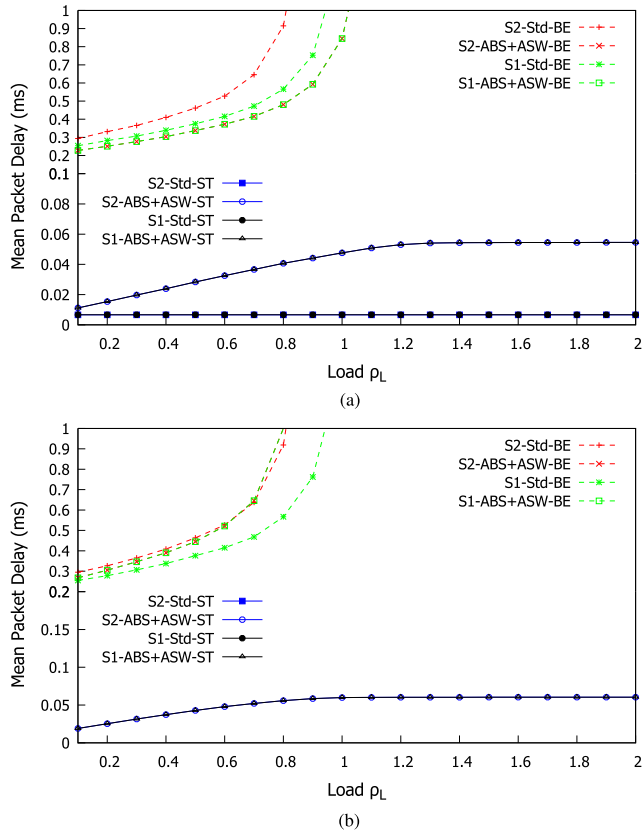 1
0.9
0.8
0.7
0.6
0.5
0.4
0.3
0.2
0.1
0.08
0.06
0.04
0.02
0
Mean Packet Delay (ms)
S2-Std-BE
S2-ABS+ASW-BE
S1-Std-BE
S1-ABS+ASW-BE
S2-Std-ST
S2-ABS+ASW-ST
S1-Std-ST
S1-ABS+ASW-ST
0.2 0.4 0.6 0.8 1 1.2 1.4 1.6 1.8 2
Load ρL
(a)
1
0.9
0.8
0.7
0.6
0.5
0.4
0.3
0.2
0.15
0.1
0.05
0
Mean Packet Delay (ms)
S2-Std-BE
S2-ABS+ASW-BE
S1-Std-BE
S1-ABS+ASW-BE
S2-Std-ST
S2-ABS+ASW-ST
S1-Std-ST
S1-ABS+ASW-ST
0.2 0.4 0.6 0.8 1 1.2 1.4 1.6 1.8 2
Load ρL
(b)